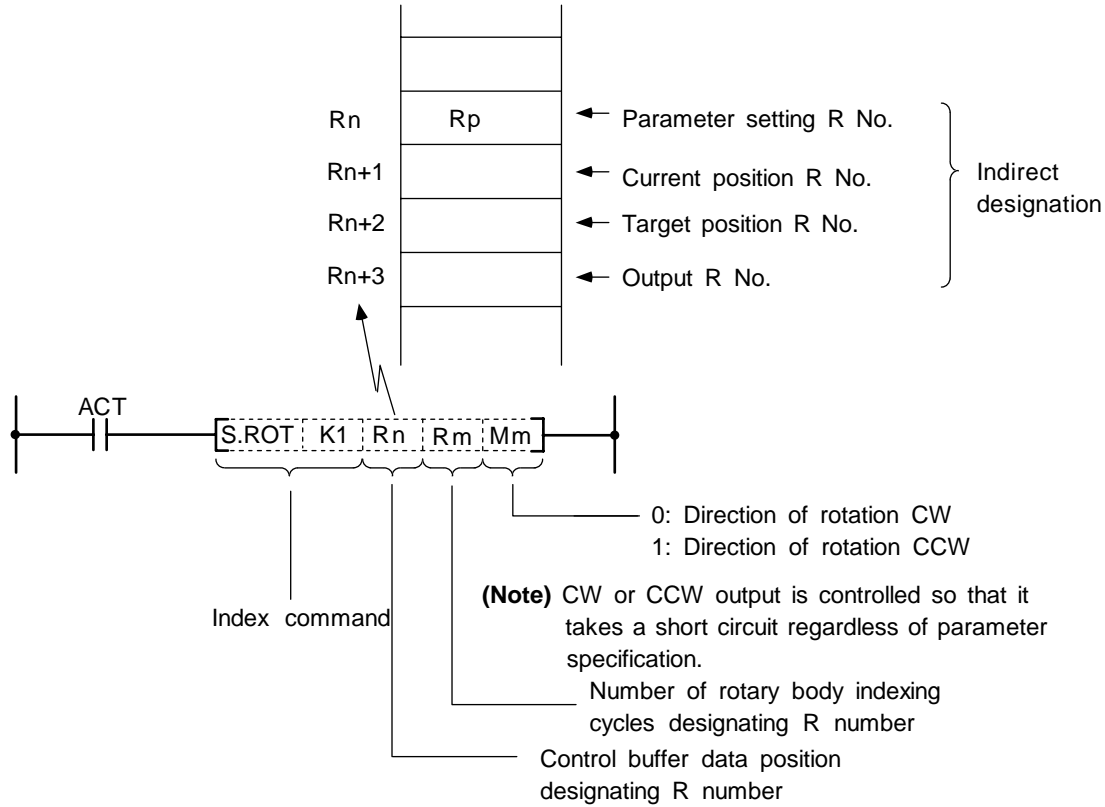 Rn Rp Parameter setting R No.
Rn+1 Current position R No.
Rn+2 Target position R No.
Rn+3 Output R No.
Indirect
designation
ACT
S.ROT K1 Rn Rm Mm
0: Direction of rotation CW
1: Direction of rotation CCW
Index command
(Note) CW or CCW output is controlled so that it
takes a short circuit regardless of parameter
specification.
Number of rotary body indexing
cycles designating R number
Control buffer data position
designating R number